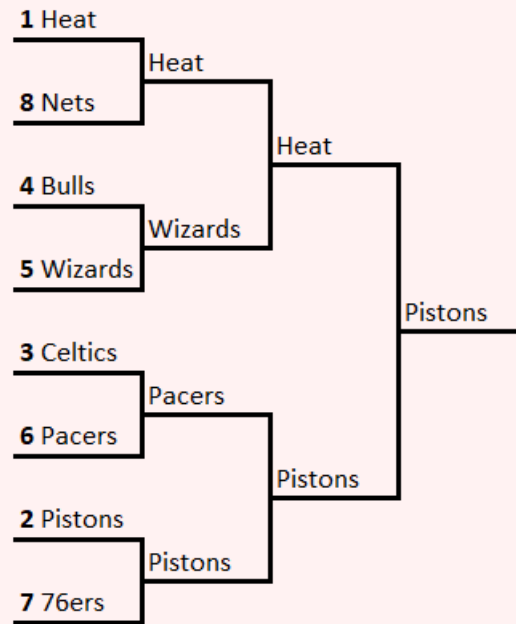 1 Heat
Heat
8 Nets
Heat
4 Bulls
Wizards
5 Wizards
Pistons
3 Celtics
Pacers
6 Pacers
Pistons
2 Pistons
Pistons
7 76ers